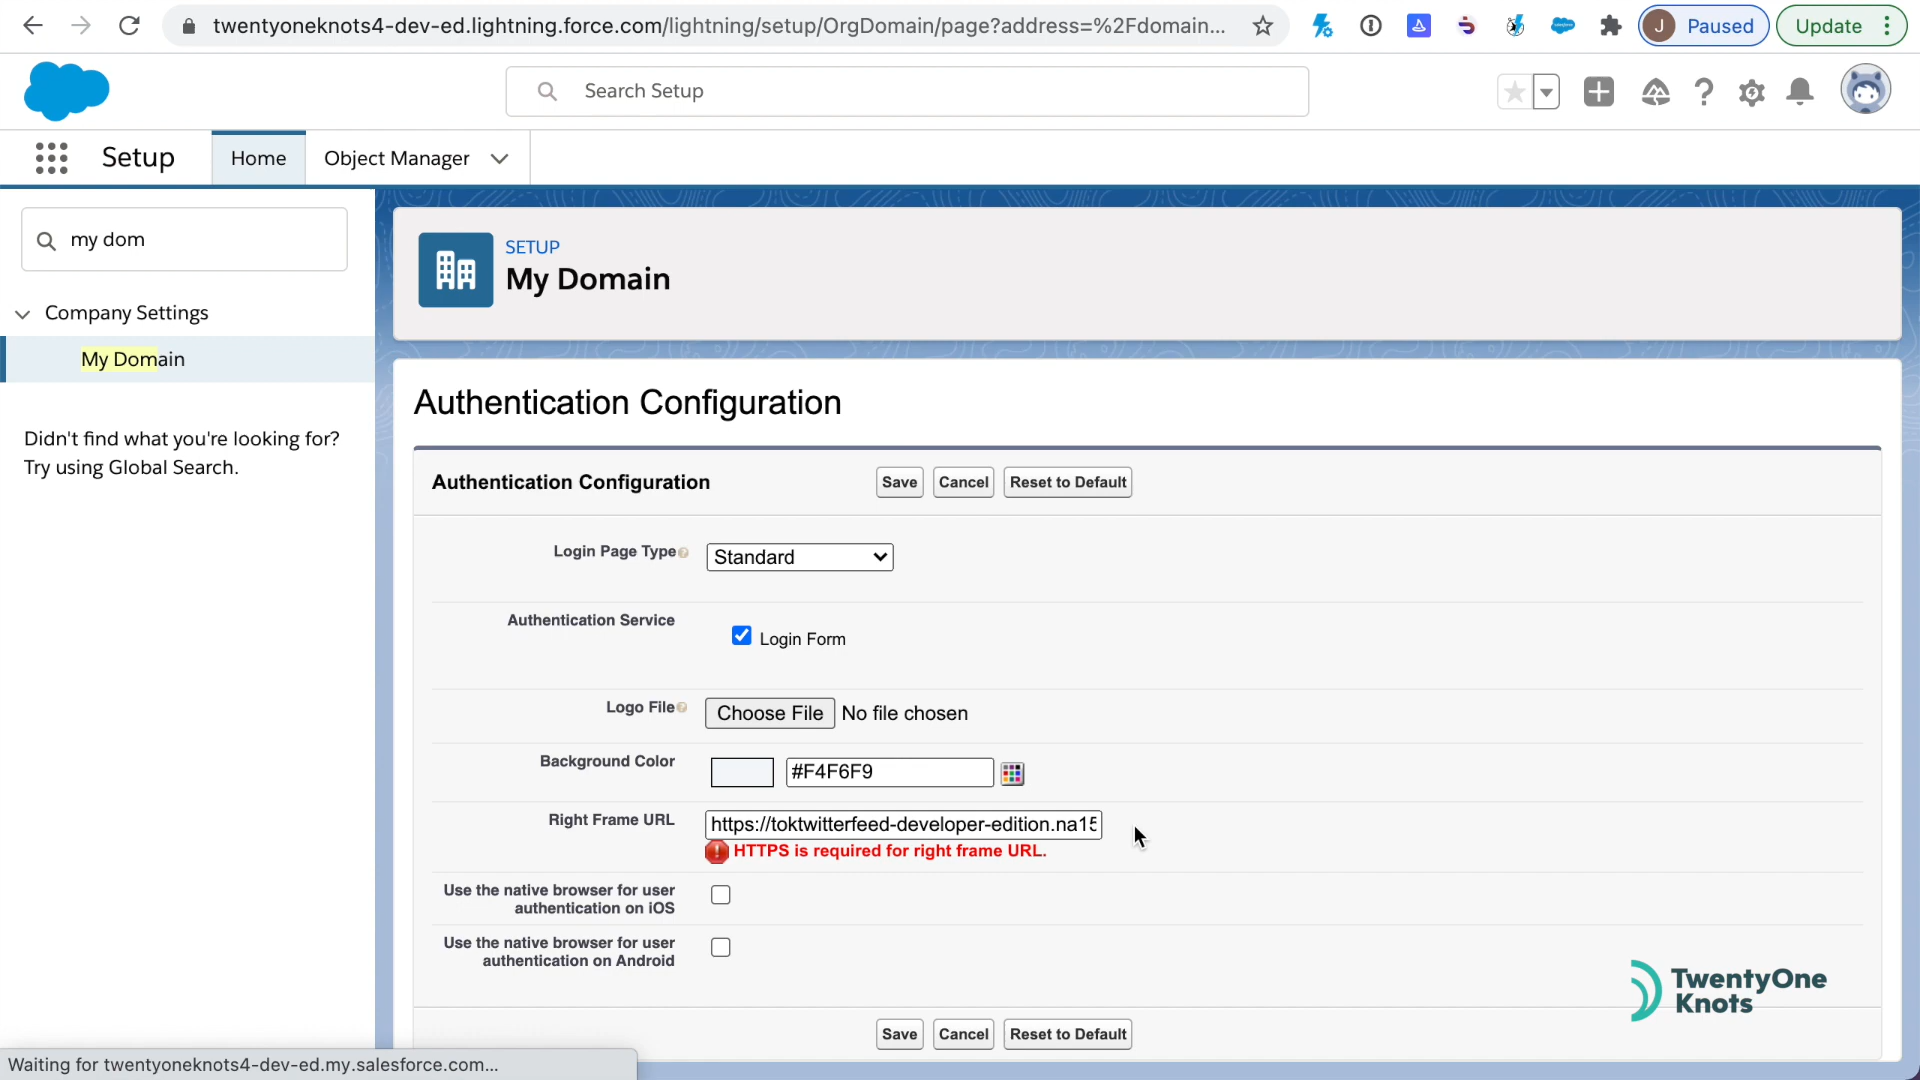 twentyoneknots4-dev-ed.lightning.force.com/lightning/setup/OrgDomain/page?address=%2Fdomain...
J Paused
Update
Search Setup
Setup
Home
Object Manager
my dom
Company Settings
My Domain
Didn't find what you're looking for?
Try using Global Search.
SETUP
My Domain
Authentication Configuration
Authentication Configuration
Save
Cancel
Reset to Default
Login Page Type
Standard
Authentication Service
Login Form
Logo File
Choose File No file chosen
Background Color
#F4F6F9
Right Frame URL
https://toktwitterfeed-developer-edition.na15
HTTPS is required for right frame URL.
Use the native browser for user
authentication on iOS
Use the native browser for user
authentication on Android
TwentyOne
Knots
Save
Cancel
Reset to Default
Waiting for twentyoneknots4-dev-ed.my.salesforce.com...